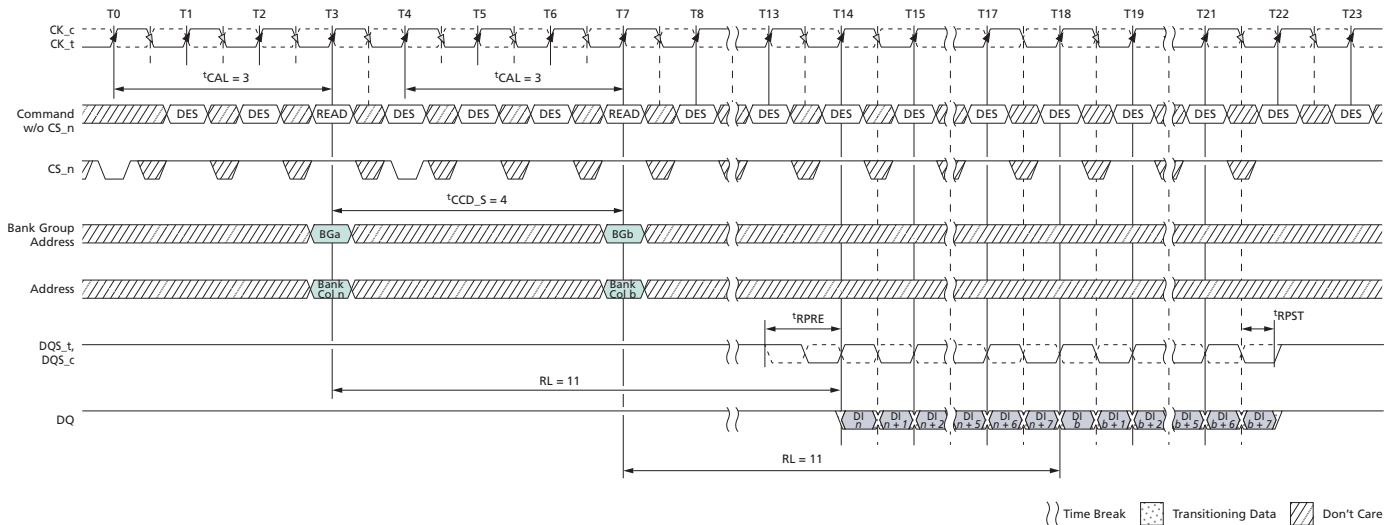 T0 T1 T2 T3 T4 T5 T6 T7 T8 T13 T14 T15 T17 T18 T19 T21 T22 T23
CK_c
CK_t
tCAL = 3 tCAL = 3
Command
w/o CS_n
DES DES READ DES DES DES READ DES DES DES DES DES DES DES DES DES DES
CS_n
tCCD_S = 4
Bank Group
Address
BGa BGb
Address
Bank
Col n
Bank
Col b
tRPRE tRPST
DQS_t,
DQS_c
RL = 11
DQ
DI
n
DI
n + 1
DI
n + 2
DI
n + 5
DI
n + 6
DI
n + 7
DI
b
DI
b + 1
DI
b + 2
DI
b + 5
DI
b + 6
DI
b + 7
RL = 11
Time Break Transitioning Data Don't Care